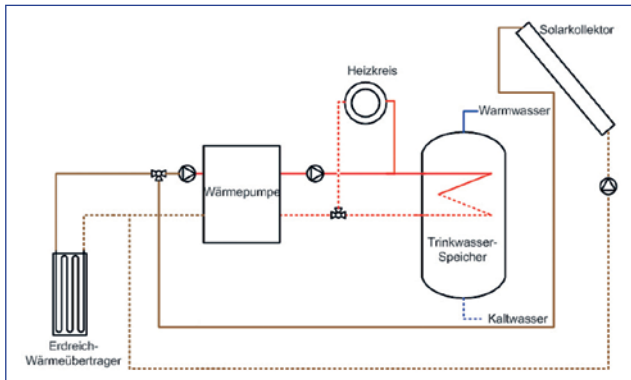 Solarkollektor
Heizkreis
Warmwasser
Wärmepumpe
Trinkwasser-
Speicher
Kaltwasser
Erdreich-
Wärmeübertrager